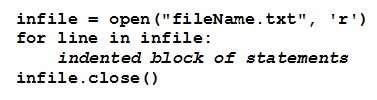 infile = open("fileName.txt", 'r')
for line in infile:
    indented block of statements
infile.close()